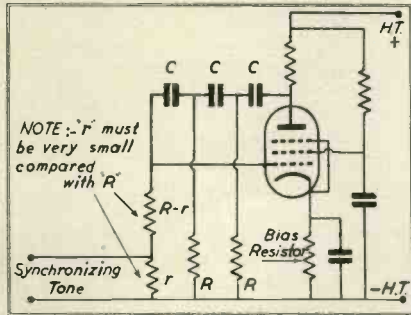 H.T.
+
C C C
NOTE:- "r" must
be very small
compared
with "R"
R-r
Synchronizing
Tone
r
R
R
Bias
Resistor
-H.T.